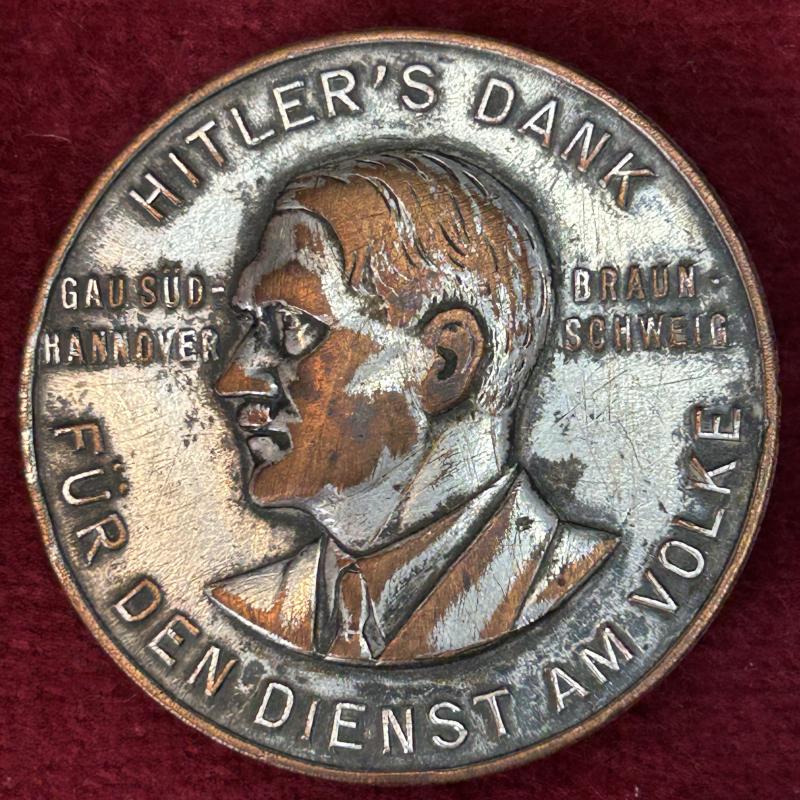 HITLER'S DANK
GAU SÜD-
HANNOVER
BRAUN-
SCHWEIG
FÜR DEN DIENST AM VOLKE